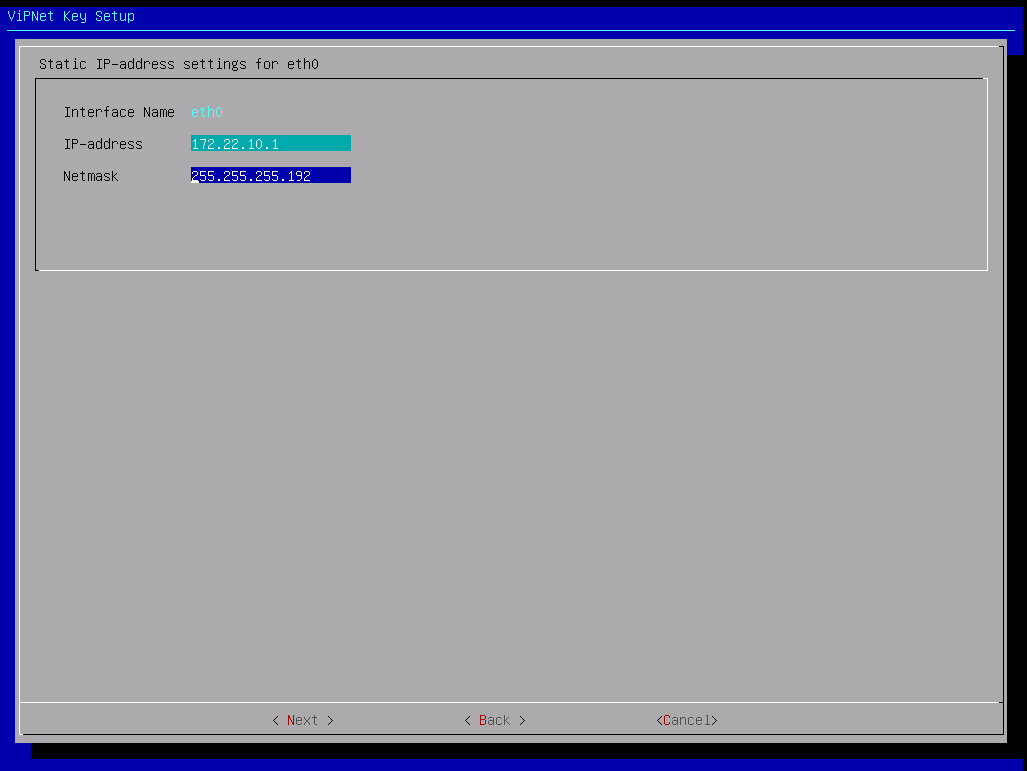 ViPNet Key Setup
Static IP-address settings for eth0
Interface Name eth0
IP-address 172.22.10.1
Netmask 255.255.255.192
< Next > < Back > <Cancel>